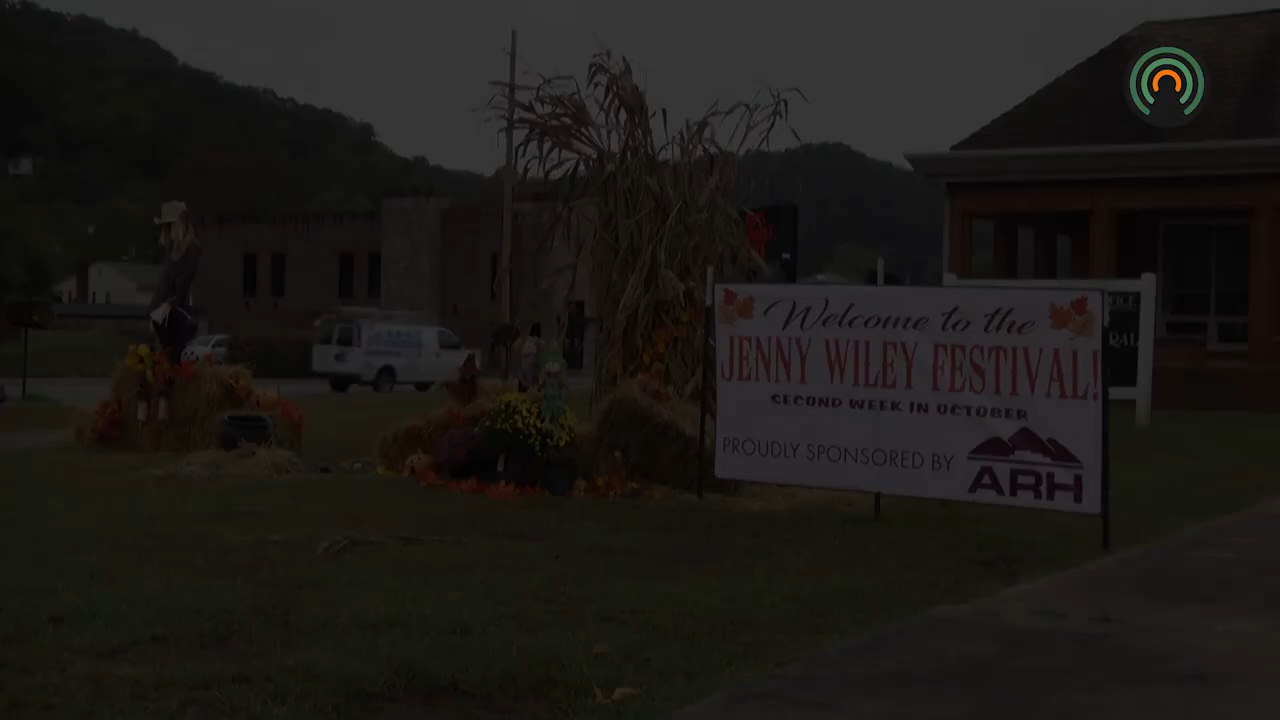 Welcome to the
JENNY WILEY FESTIVAL!
SECOND WEEK IN OCTOBER
PROUDLY SPONSORED BY
ARH